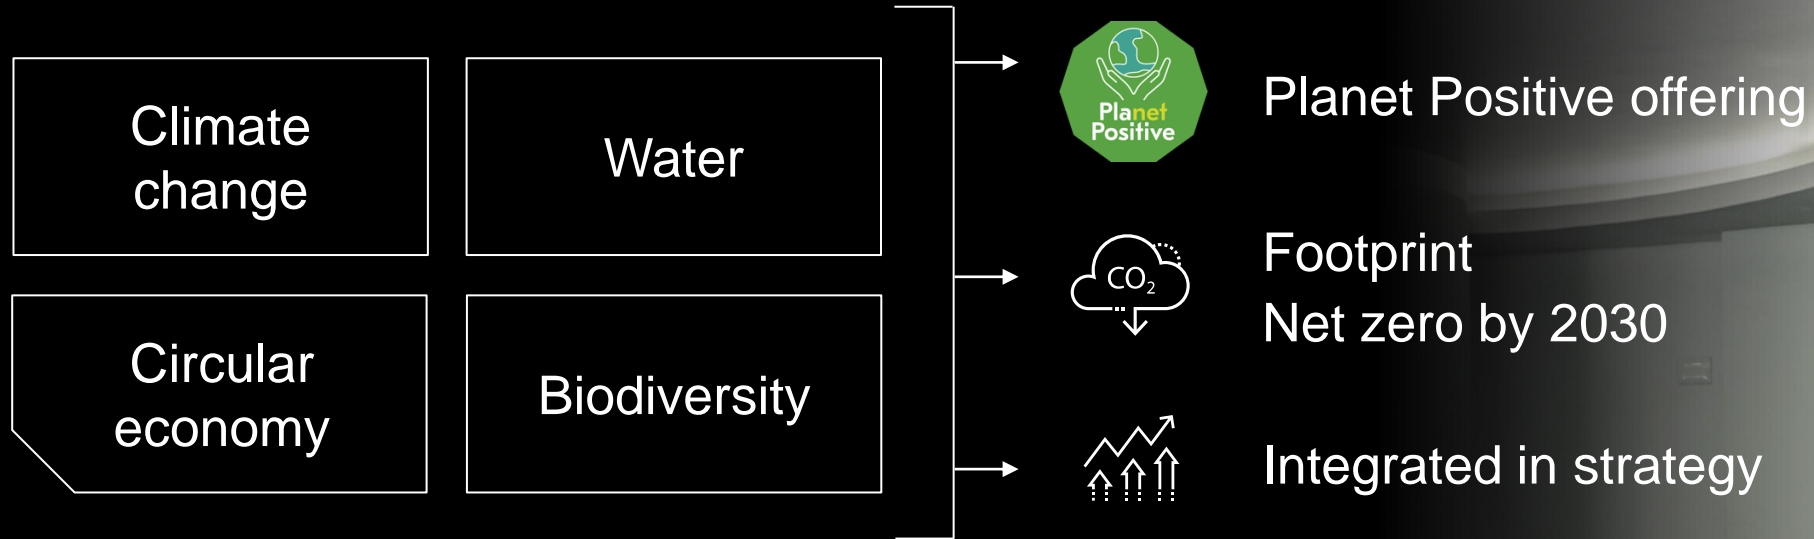 Climate
change
Water
Circular
economy
Biodiversity
Planet
Positive
Planet Positive offering
CO₂
Footprint
Net zero by 2030
Integrated in strategy